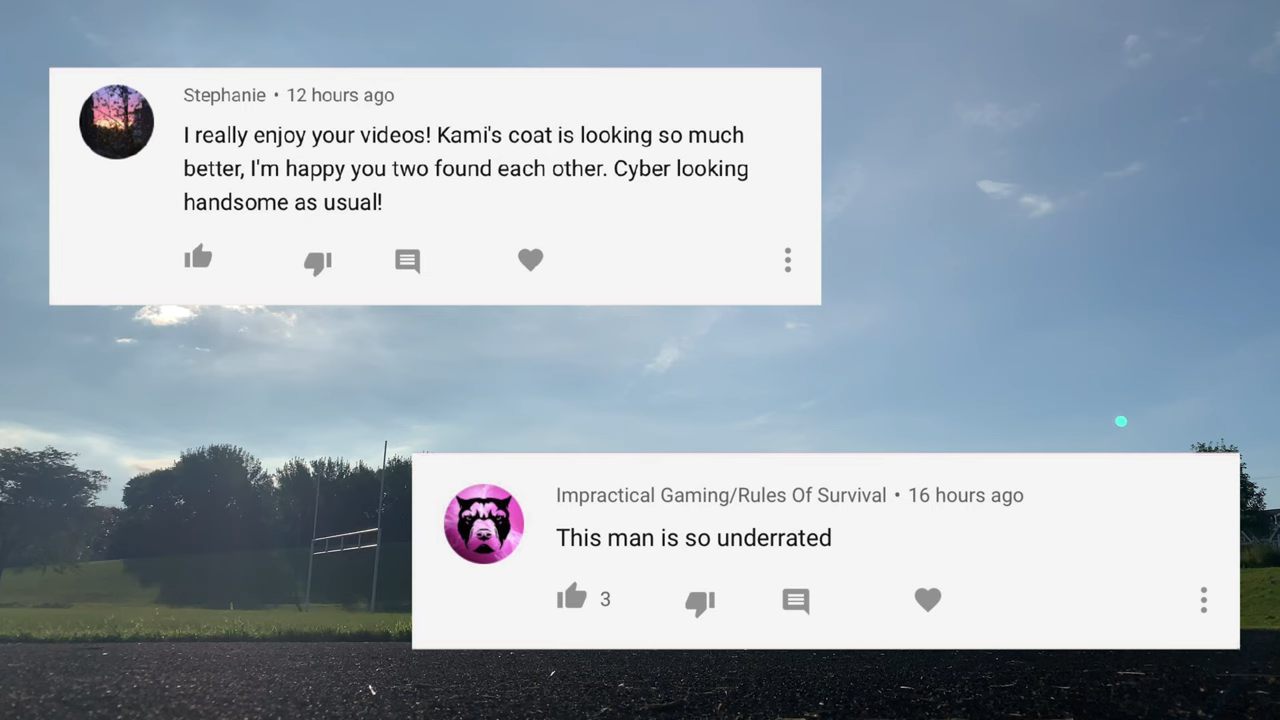 Stephanie • 12 hours ago
I really enjoy your videos! Kami's coat is looking so much
better, I'm happy you two found each other. Cyber looking
handsome as usual!
Impractical Gaming/Rules Of Survival • 16 hours ago
This man is so underrated
3